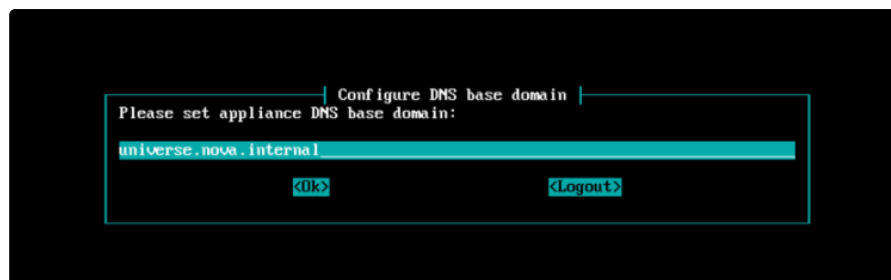 Configure DNS base domain
Please set appliance DNS base domain:
universe.nova.internal
<Ok> <Logout>